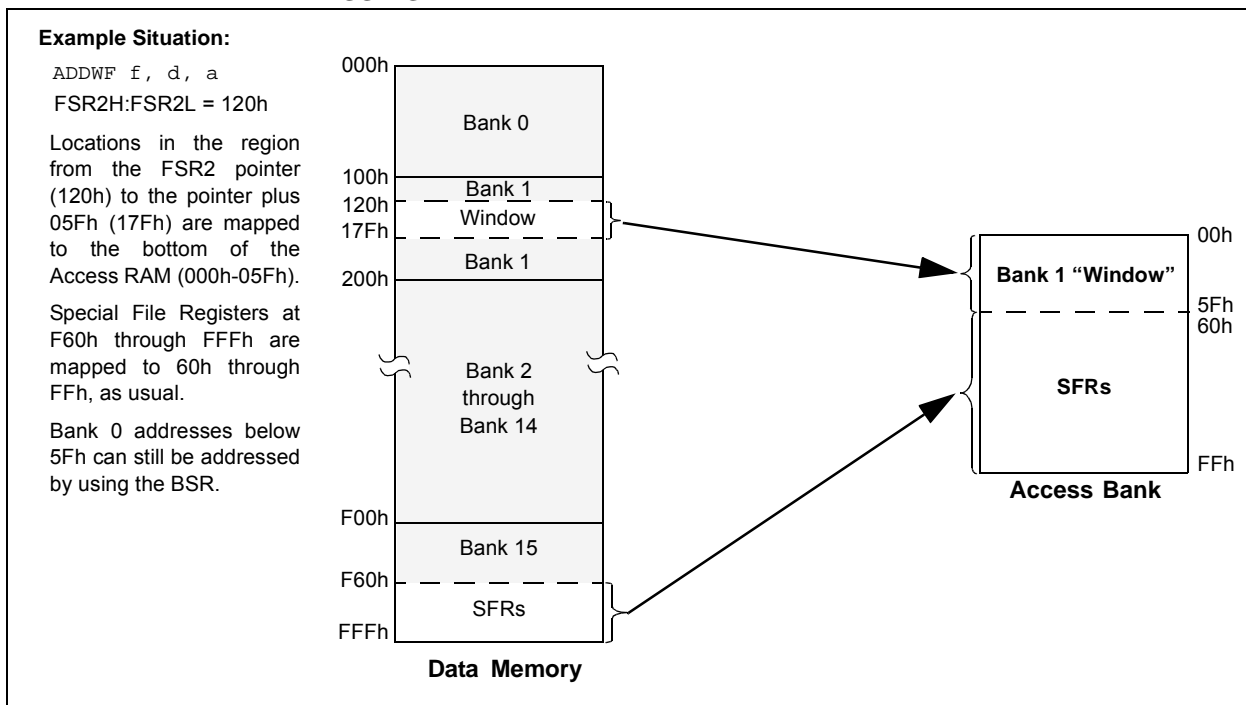 Example Situation:
ADDWF f, d, a
FSR2H:FSR2L = 120h
Locations in the region
from the FSR2 pointer
(120h) to the pointer plus
05Fh (17Fh) are mapped
to the bottom of the
Access RAM (000h-05Fh).
Special File Registers at
F60h through FFFh are
mapped to 60h through
FFh, as usual.
Bank 0 addresses below
5Fh can still be addressed
by using the BSR.
000h
Bank 0
100h
Bank 1
120h
Window
17Fh
Bank 1
200h
Bank 2
through
Bank 14
F00h
Bank 15
F60h
SFRs
FFFh
Data Memory
00h
Bank 1 “Window”
5Fh
60h
SFRs
FFh
Access Bank